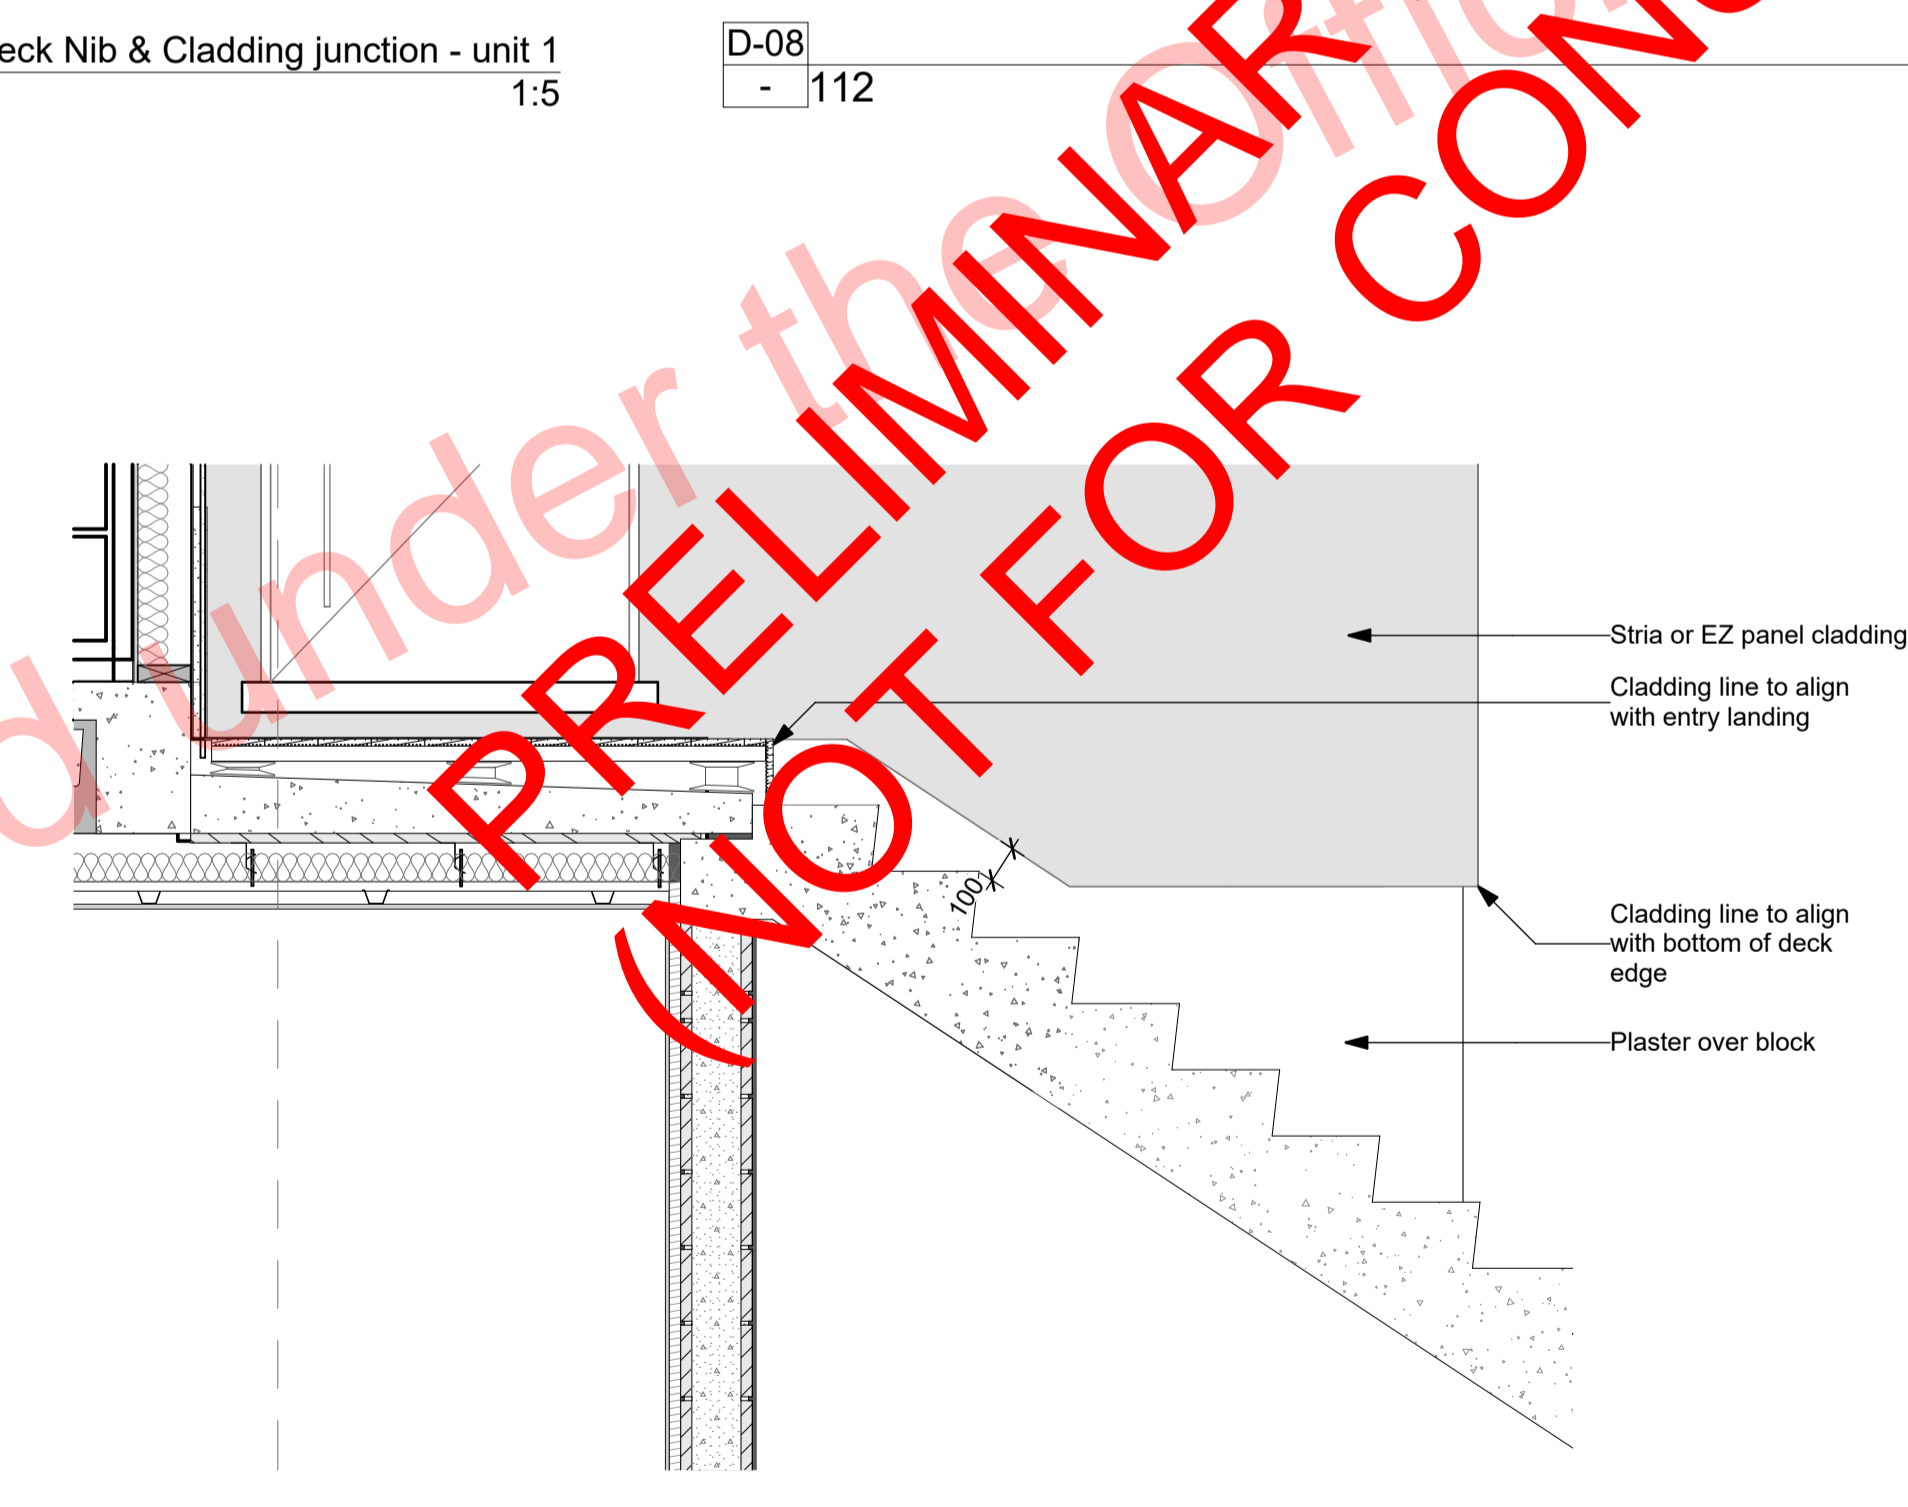 eck Nib & Cladding junction - unit 1
1:5
D-08
- 112
under the
PRELIMINAR
(NOT FOR CON
Stria or EZ panel cladding
Cladding line to align
with entry landing
100
Cladding line to align
with bottom of deck
edge
Plaster over block